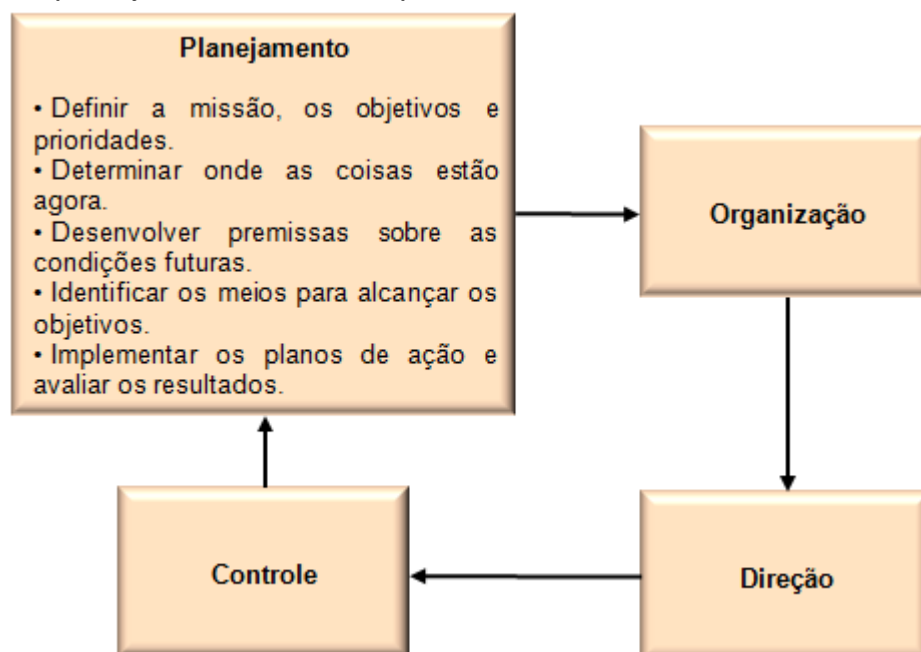 Planejamento
• Definir a missão, os objetivos e
prioridades.
• Determinar onde as coisas estão
agora.
• Desenvolver premissas sobre as
condições futuras.
• Identificar os meios para alcançar os
objetivos.
• Implementar os planos de ação e
avaliar os resultados.
Organização
Controle
Direção